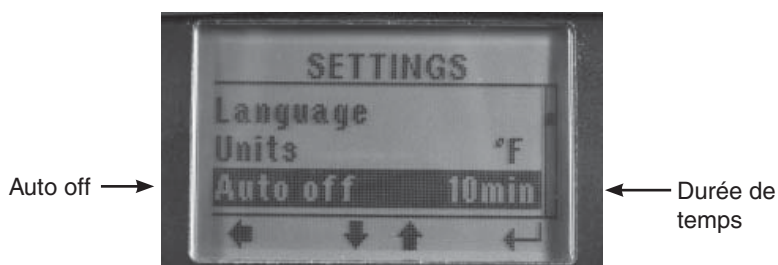 SETTINGS
Language
Units °F
Auto off 10min
Auto off
Durée de
temps